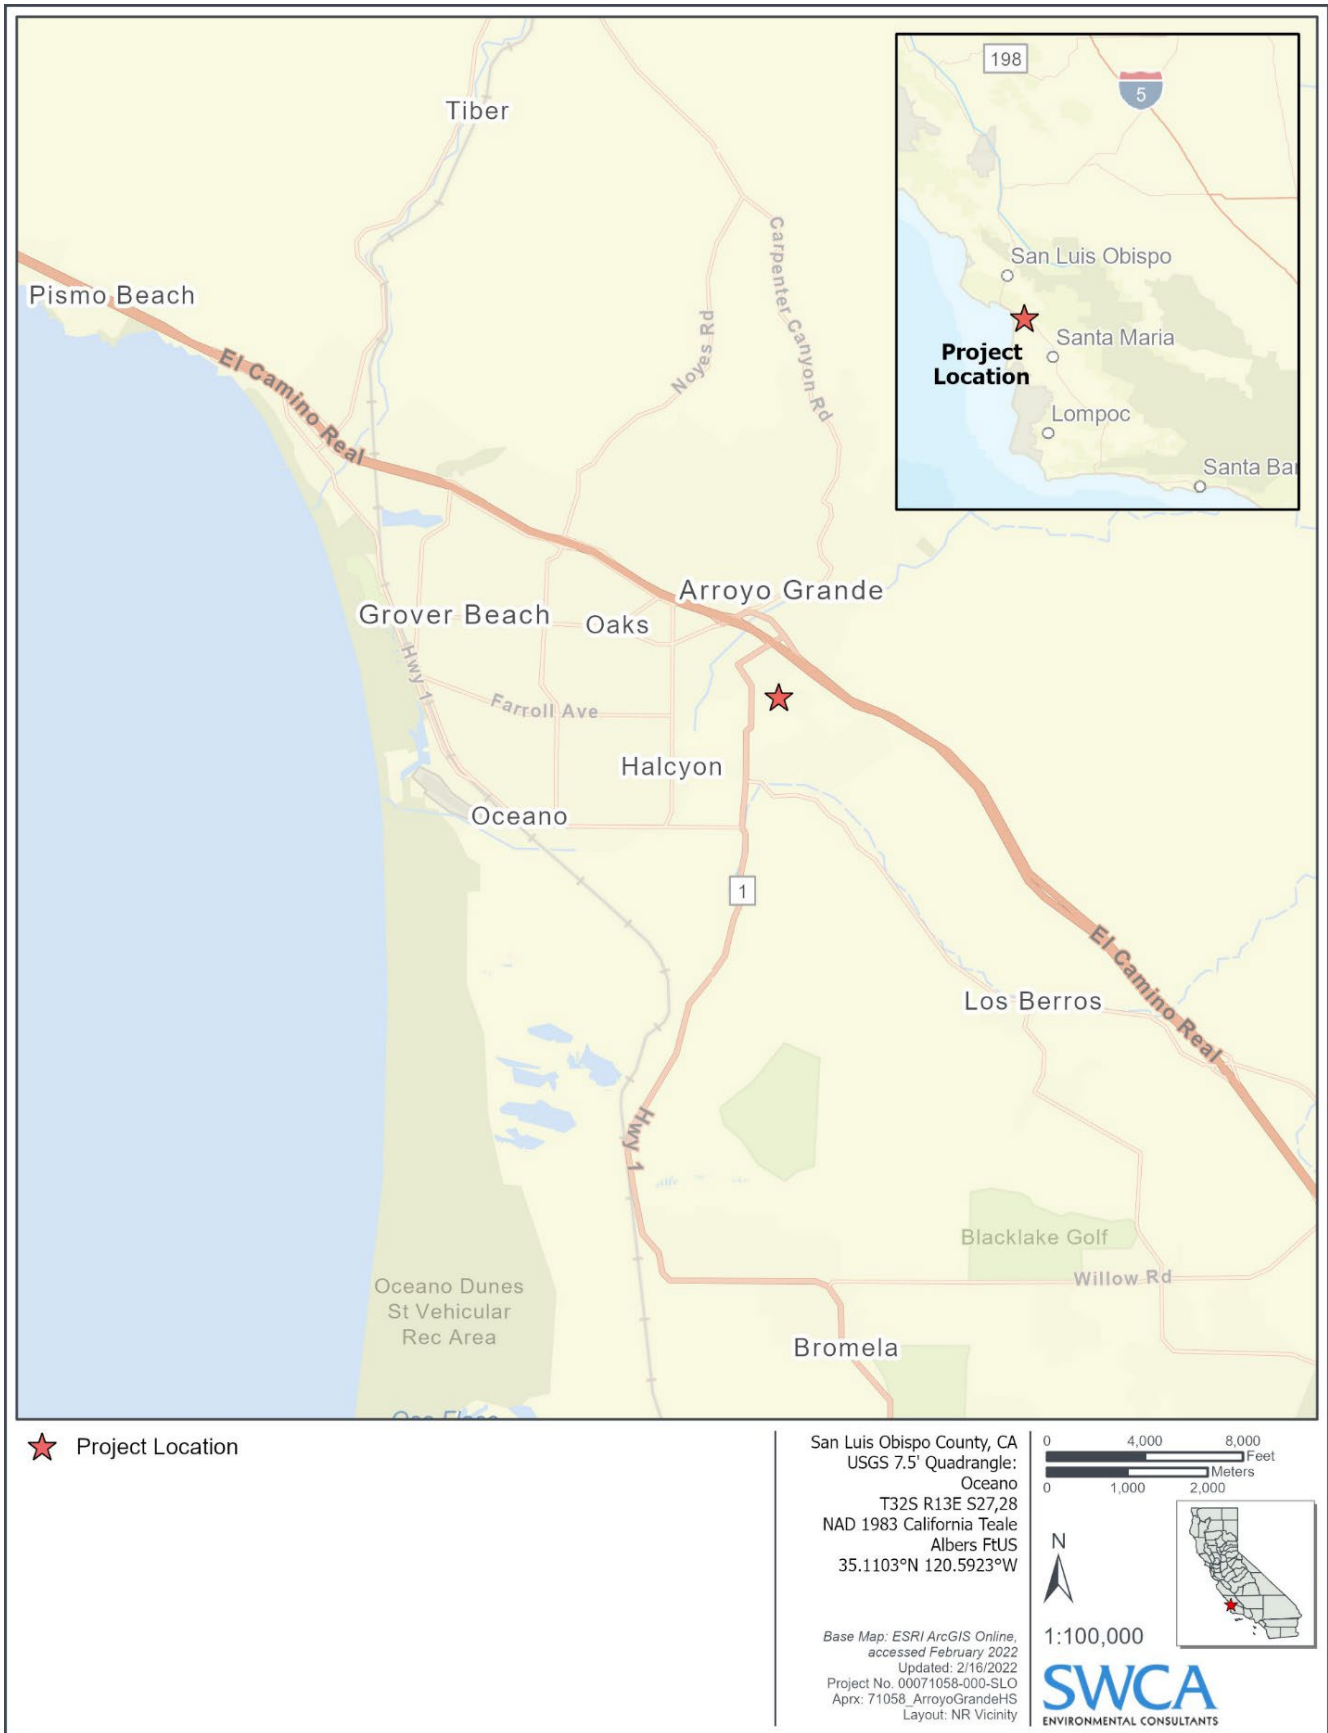 198
5
Tiber
San Luis Obispo
Pismo Beach
Carpenter Canyon Rd
Noyes Rd
Santa Maria
Project
Location
El Camino Real
Lompoc
Santa Bar
Arroyo Grande
Grover Beach
Oaks
Hwy 1
Farroll Ave
Halcyon
Oceano
1
El Camino Real
Los Berros
Hwy 1
Blacklake Golf
Willow Rd
Oceano Dunes
St Vehicular
Rec Area
Bromela
Project Location
San Luis Obispo County, CA
USGS 7.5' Quadrangle:
Oceano
T32S R13E S27,28
NAD 1983 California Teale
Albers FtUS
35.1103°N 120.5923°W
Base Map: ESRI ArcGIS Online,
accessed February 2022
Updated: 2/16/2022
Project No. 00071058-000-SLO
Aprx: 71058_ArroyoGrandeHS
Layout: NR Vicinity
0 4,000 8,000
Feet
Meters
0 1,000 2,000
N
1:100,000
SWCA
ENVIRONMENTAL CONSULTANTS